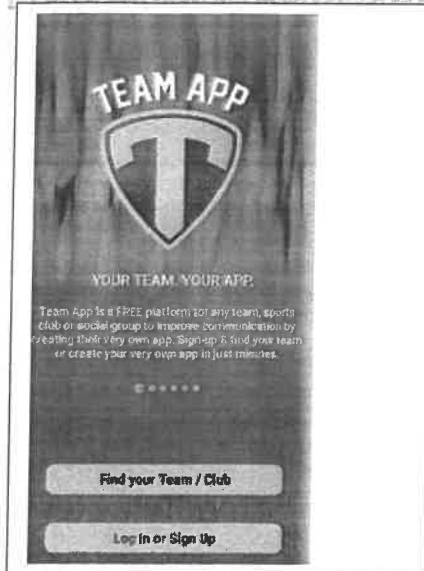 TEAM APP
T
YOUR TEAM. YOUR APP.
Team App is a FREE platform for any team, sports
club or social group to improve communication by
creating their very own app. Sign-up & find your team
or create your very own app in just minutes.
Find your Team / Club
Log in or Sign Up